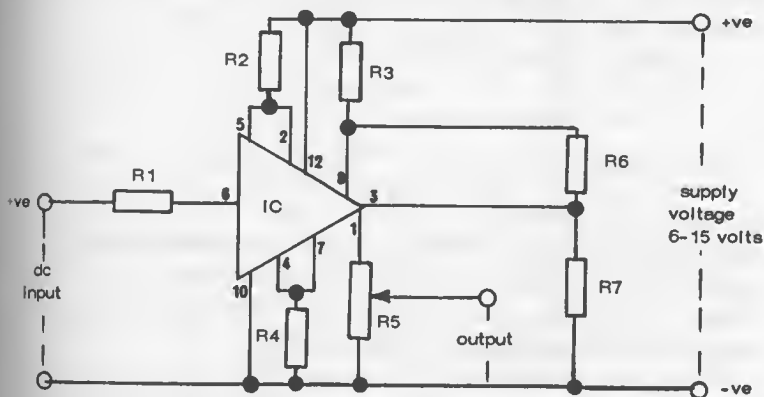 +ve
R2
R3
5
2
12
8
R6
R1
+ve
6
IC
3
supply
voltage
6-15 volts
1
7
4
dc
input
10
R4
R5
R7
output
-ve